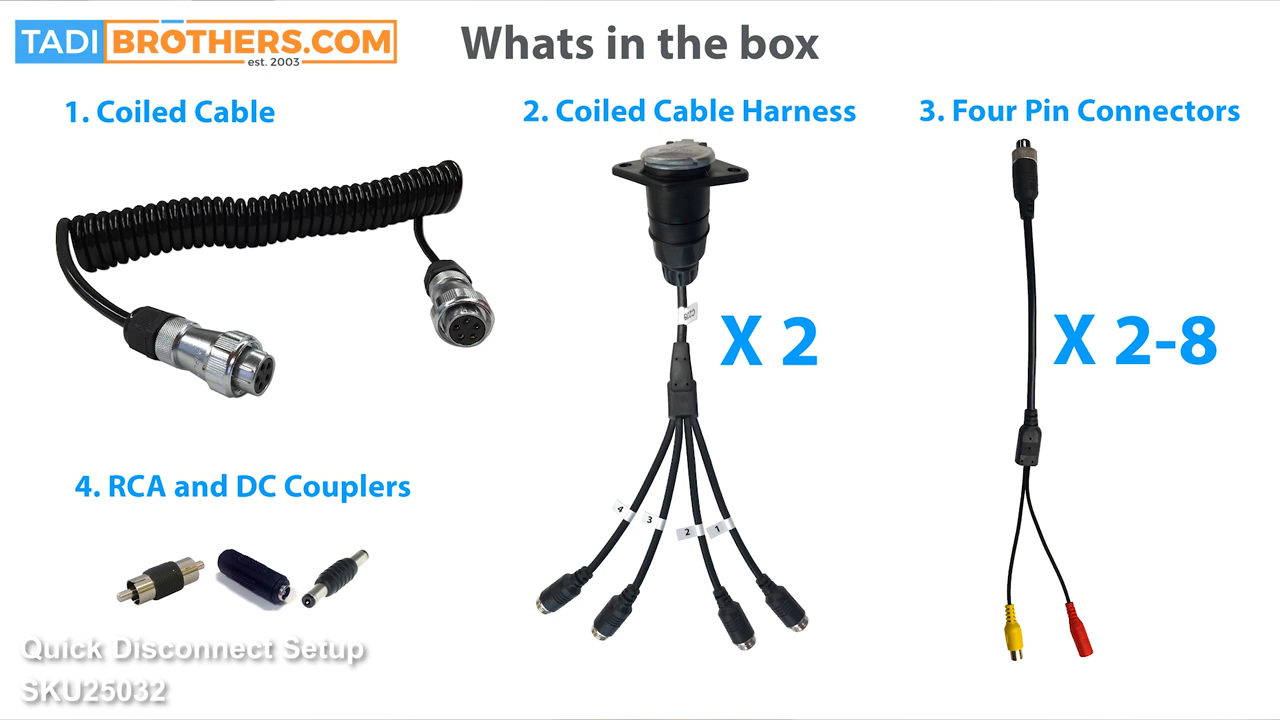 TADIBROTHERS.COM
est. 2003
Whats in the box
1. Coiled Cable
2. Coiled Cable Harness
3. Four Pin Connectors
X 2
X 2-8
4. RCA and DC Couplers
4
3
2
1
Quick Disconnect Setup
SKU25032